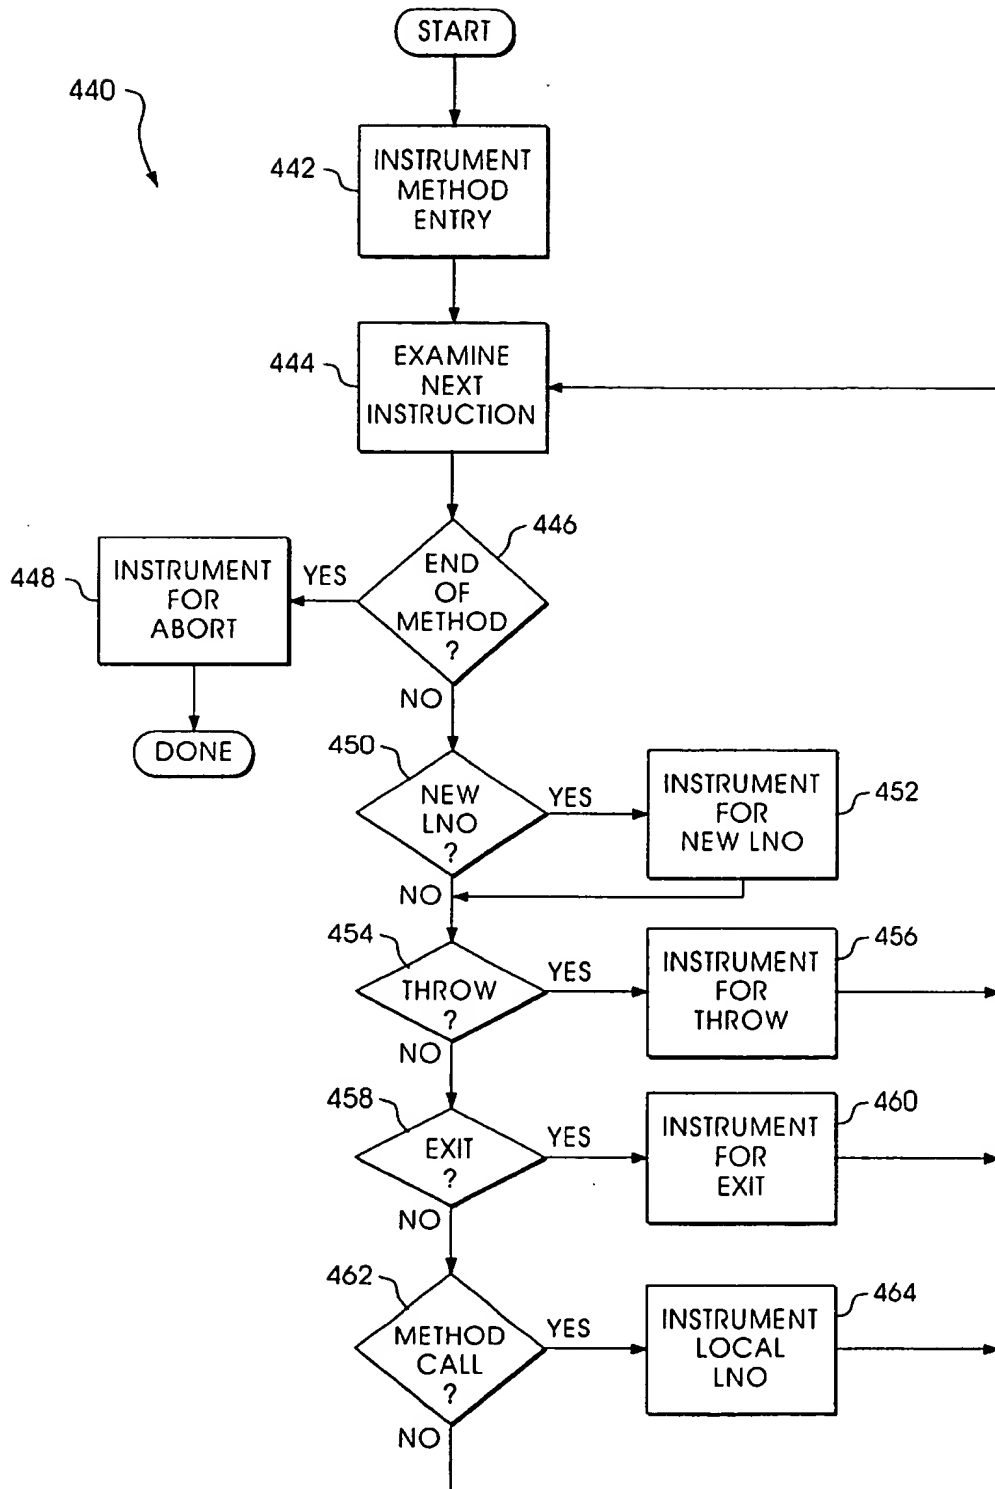 START
440
442
INSTRUMENT
METHOD
ENTRY
444
EXAMINE
NEXT
INSTRUCTION
446
END
OF
METHOD
?
YES
448
INSTRUMENT
FOR
ABORT
DONE
NO
450
NEW
LNO
?
YES
INSTRUMENT
FOR
NEW LNO
452
NO
454
THROW
?
YES
INSTRUMENT
FOR
THROW
456
NO
458
EXIT
?
YES
INSTRUMENT
FOR
EXIT
460
NO
462
METHOD
CALL
?
YES
INSTRUMENT
LOCAL
LNO
464
NO